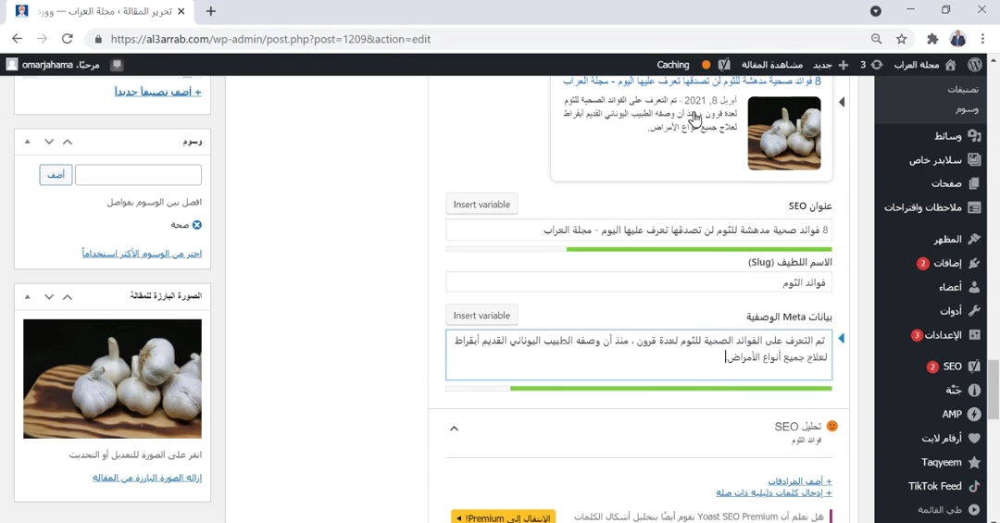 تحرير المقالة ‹ مجلة العراب — وورد
https://al3arrab.com/wp-admin/post.php?post=1209&action=edit
مجلة العراب
3
جديد
مشاهدة المقالة
Caching
مرحبًا، omarjahama
تصنيفات
وسوم
وسائط
سلايدر خاص
صفحات
ملاحظات واقتراحات
المظهر
إضافات 2
أعضاء
أدوات
الإعدادات 3
SEO 2
خَنَّة
AMP
أرقام لايت
Taqyeem
TikTok Feed
طي القائمة
8 فوائد صحية مدهشة للثوم لن تصدقها تعرف عليها اليوم - مجلة العراب
أبريل 8, 2021 · تم التعرف على الفوائد الصحية للثوم
لعدة قرون ، منذ أن وصفه الطبيب اليوناني القديم أبقراط
لعلاج جميع أنواع الأمراض.
عنوان SEO
Insert variable
8 فوائد صحية مدهشة للثوم لن تصدقها تعرف عليها اليوم - مجلة العراب
الاسم اللطيف (Slug)
فوائد الثوم
بيانات Meta الوصفية
Insert variable
تم التعرف على الفوائد الصحية للثوم لعدة قرون ، منذ أن وصفه الطبيب اليوناني القديم أبقراط
لعلاج جميع أنواع الأمراض.
تحليل SEO
فوائد الثوم
+ أضف المرادفات
+ إدخال كلمات دليلية ذات صلة
هل تعلم أن Yoast SEO Premium تقوم أيضًا بتحليل أشكال الكلمات
الإنتقال إلى Premium!
+ أضف تصنيفاً جديداً
وسوم
أضف
افصل بين الوسوم بفواصل
صحة
اختر من الوسوم الأكثر استخداماً
الصورة البارزة للمقالة
انقر على الصورة للتعديل أو التحديث
إزالة الصورة البارزة من المقالة